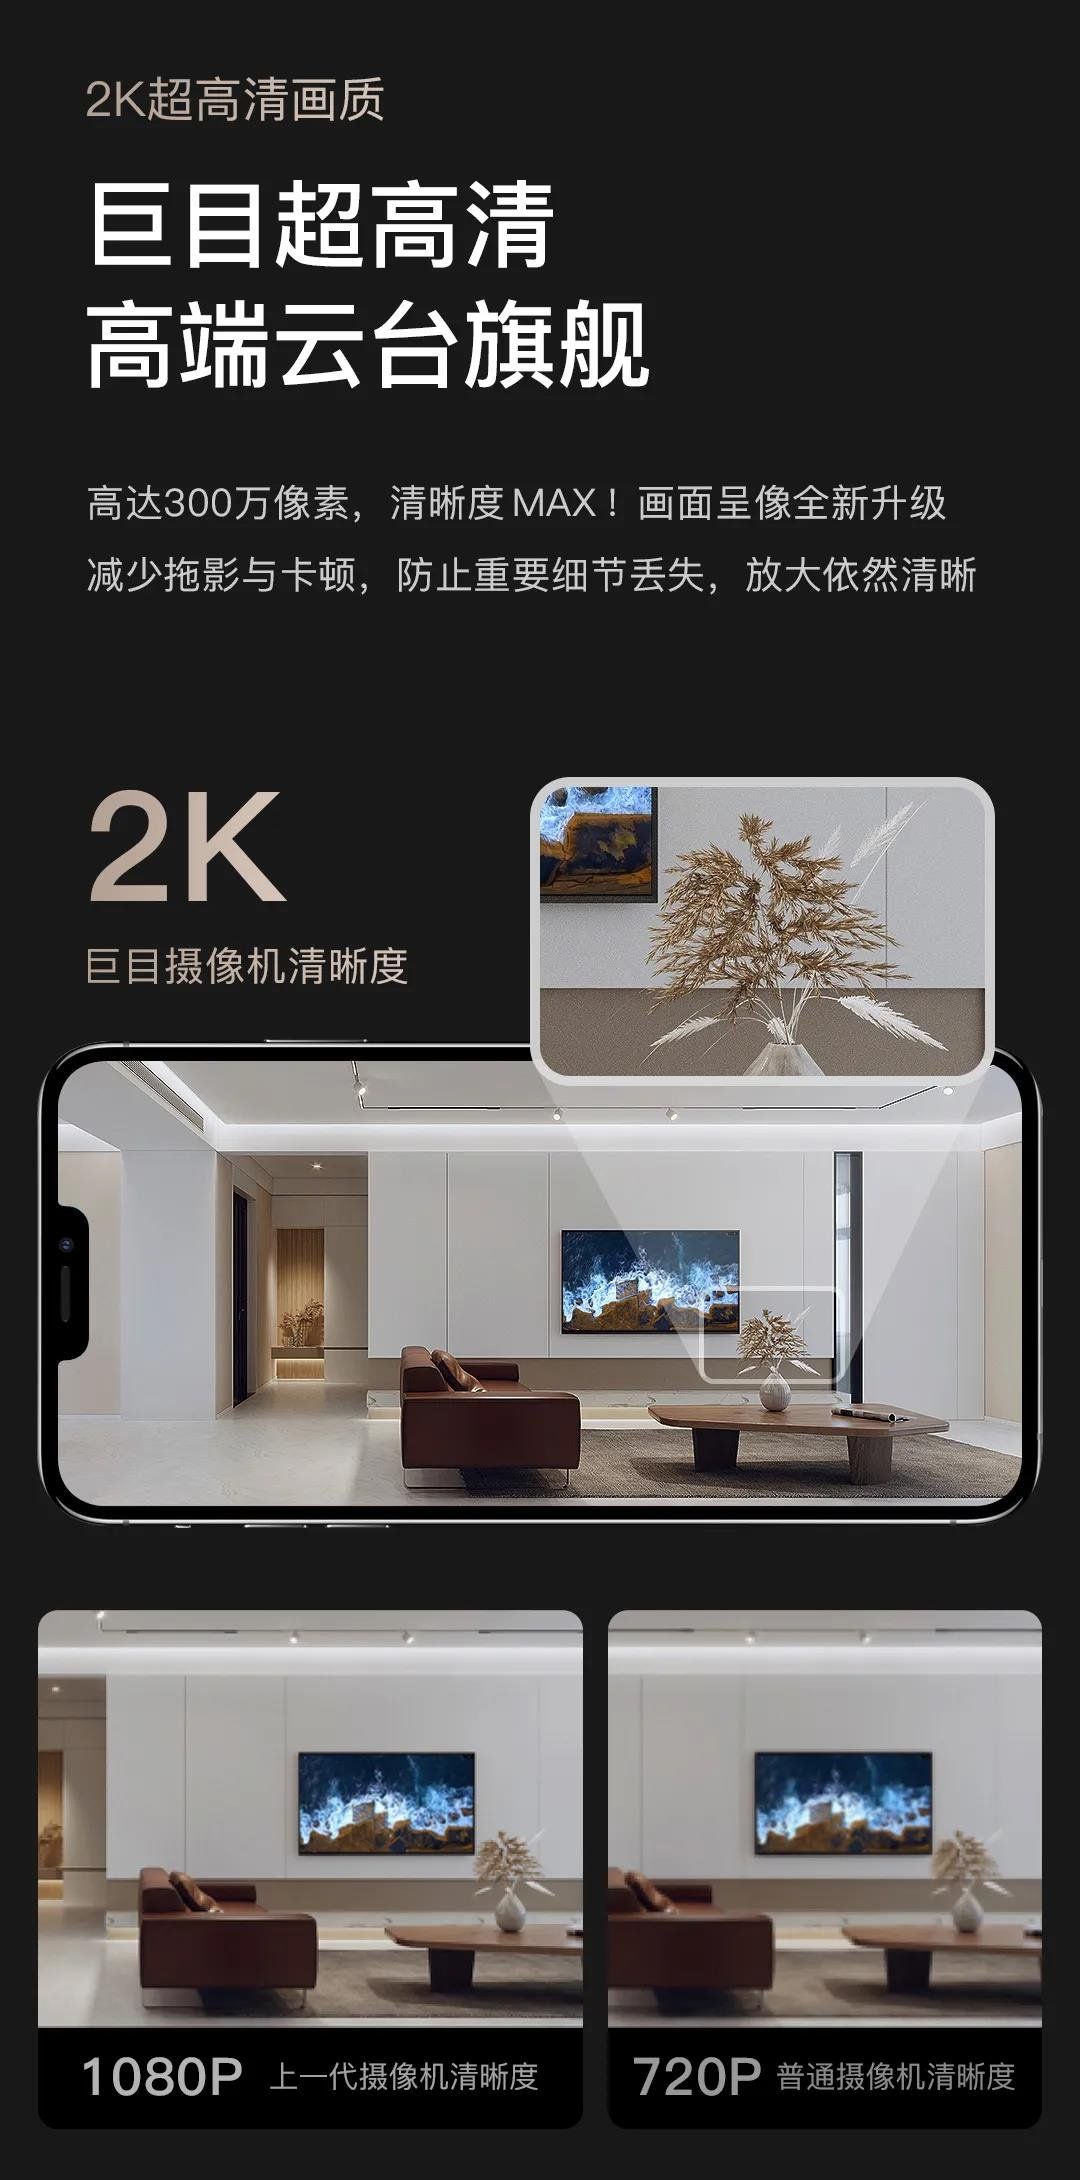 2K超高清画质
巨目超高清
高端云台旗舰
高达300万像素，清晰度MAX！画面呈像全新升级
减少拖影与卡顿，防止重要细节丢失，放大依然清晰
2K
巨目摄像机清晰度
1080P 上一代摄像机清晰度
720P 普通摄像机清晰度